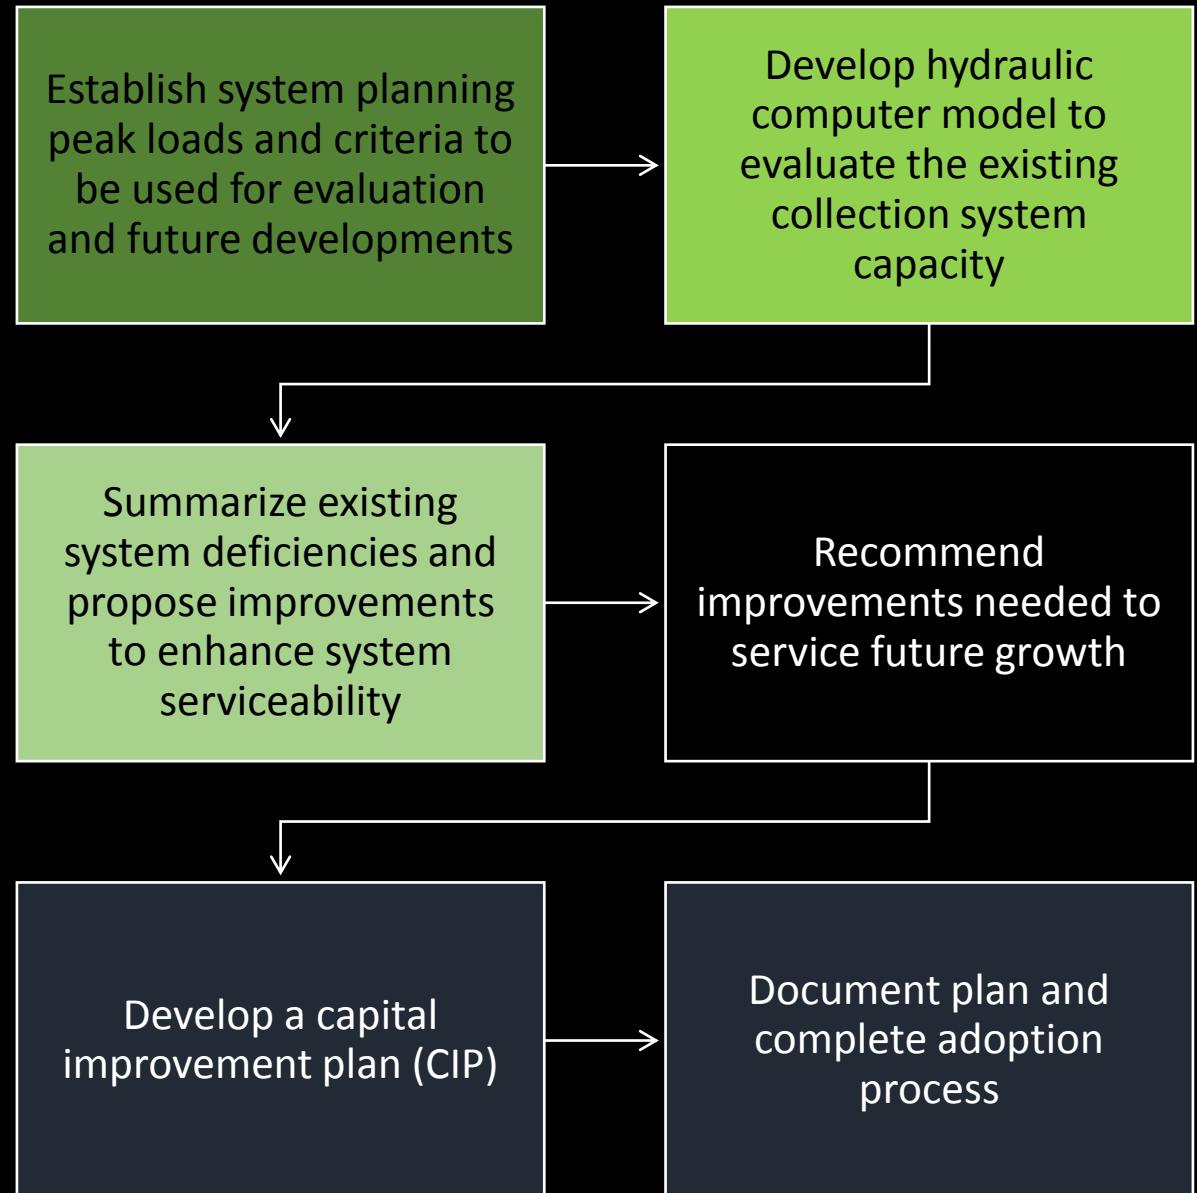 Establish system planning
peak loads and criteria to
be used for evaluation
and future developments
Develop hydraulic
computer model to
evaluate the existing
collection system
capacity
Summarize existing
system deficiencies and
propose improvements
to enhance system
serviceability
Recommend
improvements needed to
service future growth
Develop a capital
improvement plan (CIP)
Document plan and
complete adoption
process